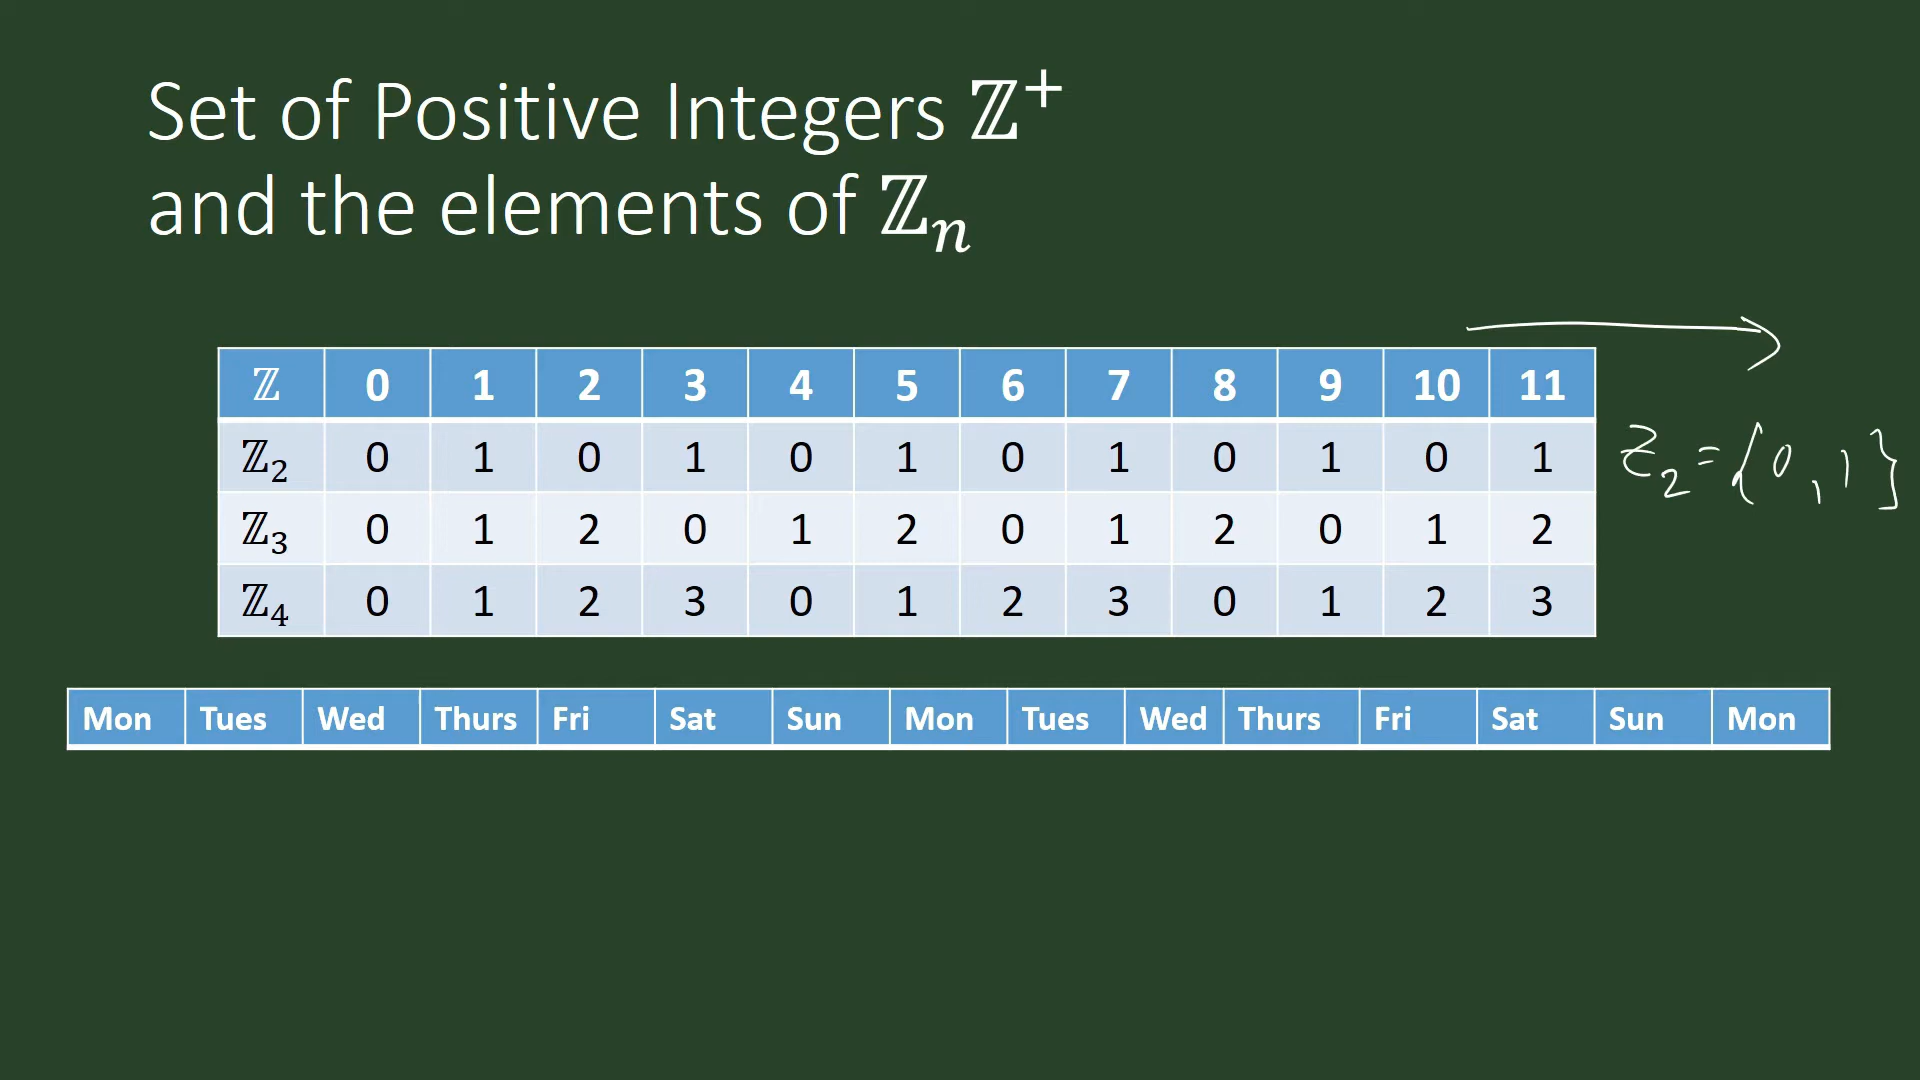 Set of Positive Integers ℤ⁺
and the elements of ℤₙ
ℤ 0 1 2 3 4 5 6 7 8 9 10 11
ℤ₂ 0 1 0 1 0 1 0 1 0 1 0 1 Z₂ = {0, 1}
ℤ₃ 0 1 2 0 1 2 0 1 2 0 1 2
ℤ₄ 0 1 2 3 0 1 2 3 0 1 2 3
Mon Tues Wed Thurs Fri Sat Sun Mon Tues Wed Thurs Fri Sat Sun Mon